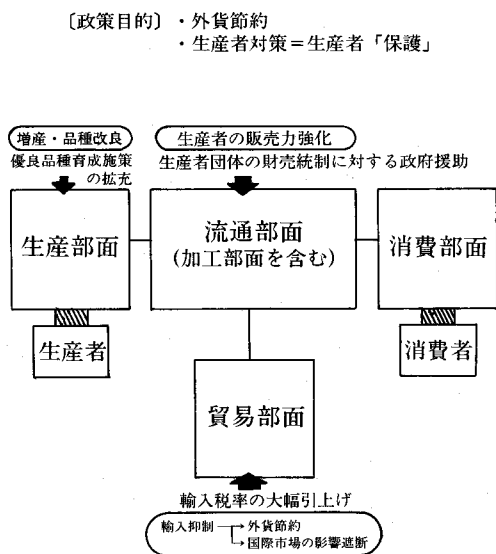 〔政策目的〕・外貨節約
・生産者対策＝生産者「保護」
増産・品種改良
優良品種育成施策
の拡充
生産者の販売力強化
生産者団体の財売統制に対する政府援助
生産部面
流通部面
(加工部面を含む)
消費部面
生産者
消費者
貿易部面
輸入税率の大幅引上げ
輸入抑制→外貨節約
→国際市場の影響遮断